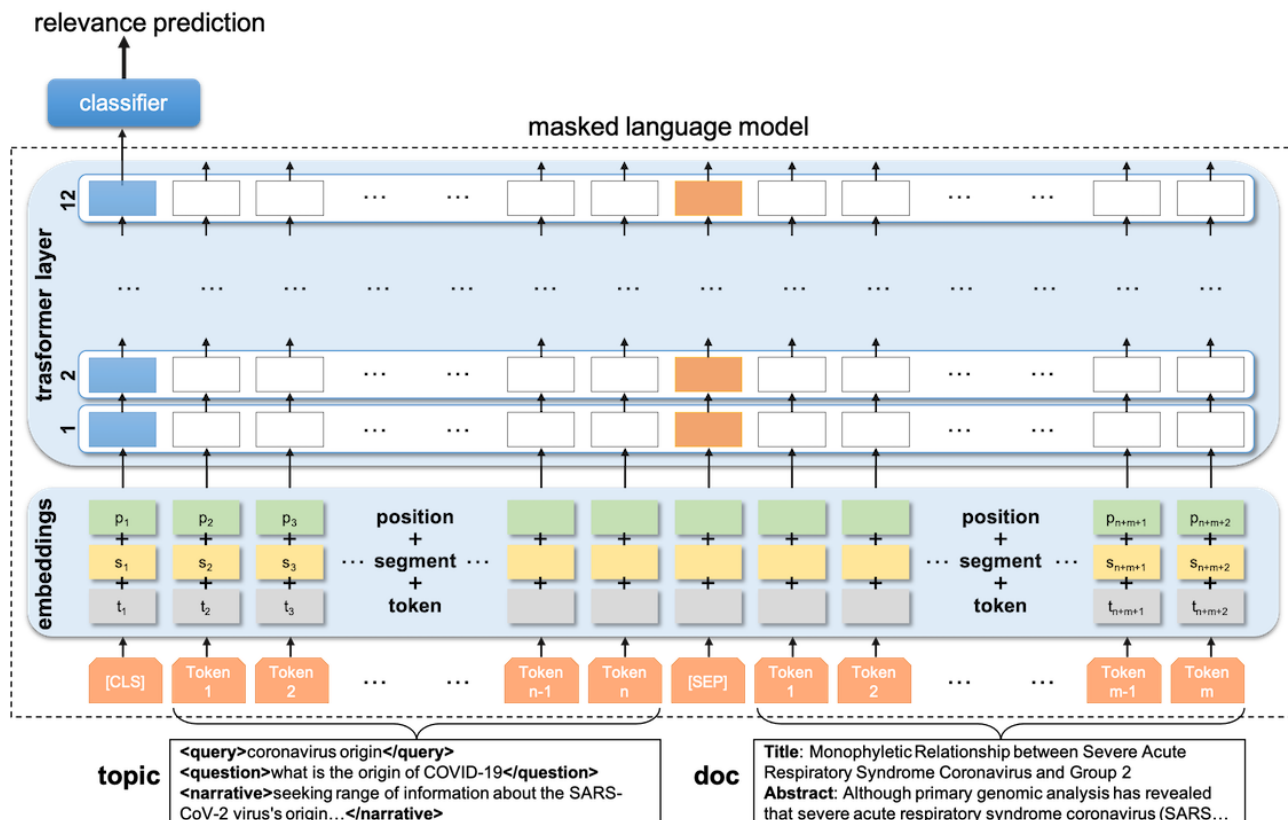 relevance prediction
classifier
masked language model
trasformer layer
12
... ... ... ...
... ... ... ... ... ... ... ... ... ... ... ... ... ...
2
... ... ... ...
1
... ... ... ...
embeddings
p1 p2 p3 position position pn+m+1 pn+m+2
+ + + + + + + + + + + +
s1 s2 s3 ... segment ... ... segment ... sn+m+1 sn+m+2
+ + + + + + + + + + + +
t1 t2 t3 token token tn+m+1 tn+m+2
[CLS] Token 1 Token 2 ... ... Token n-1 Token n [SEP] Token 1 Token 2 ... ... Token m-1 Token m
topic
<query>coronavirus origin</query>
<question>what is the origin of COVID-19</question>
<narrative>seeking range of information about the SARS-
CoV-2 virus's origin…</narrative>
doc
Title: Monophyletic Relationship between Severe Acute
Respiratory Syndrome Coronavirus and Group 2
Abstract: Although primary genomic analysis has revealed
that severe acute respiratory syndrome coronavirus (SARS…